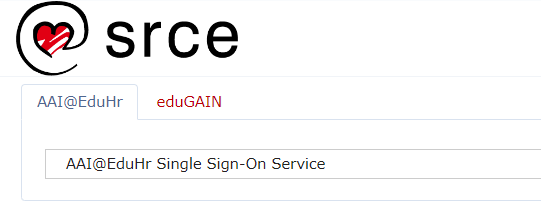 srce
AAI@EduHr eduGAIN
AAI@EduHr Single Sign-On Service